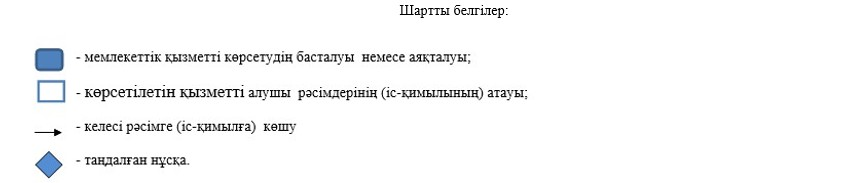 Шартты белгілер:
- мемлекеттік қызметті көрсетудің басталуы немесе аяқталуы;
- көрсетілетін қызметті алушы рәсімдерінің (іс-қимылының) атауы;
- келесі рәсімге (іс-қимылға) көшу
- таңдалған нұсқа.